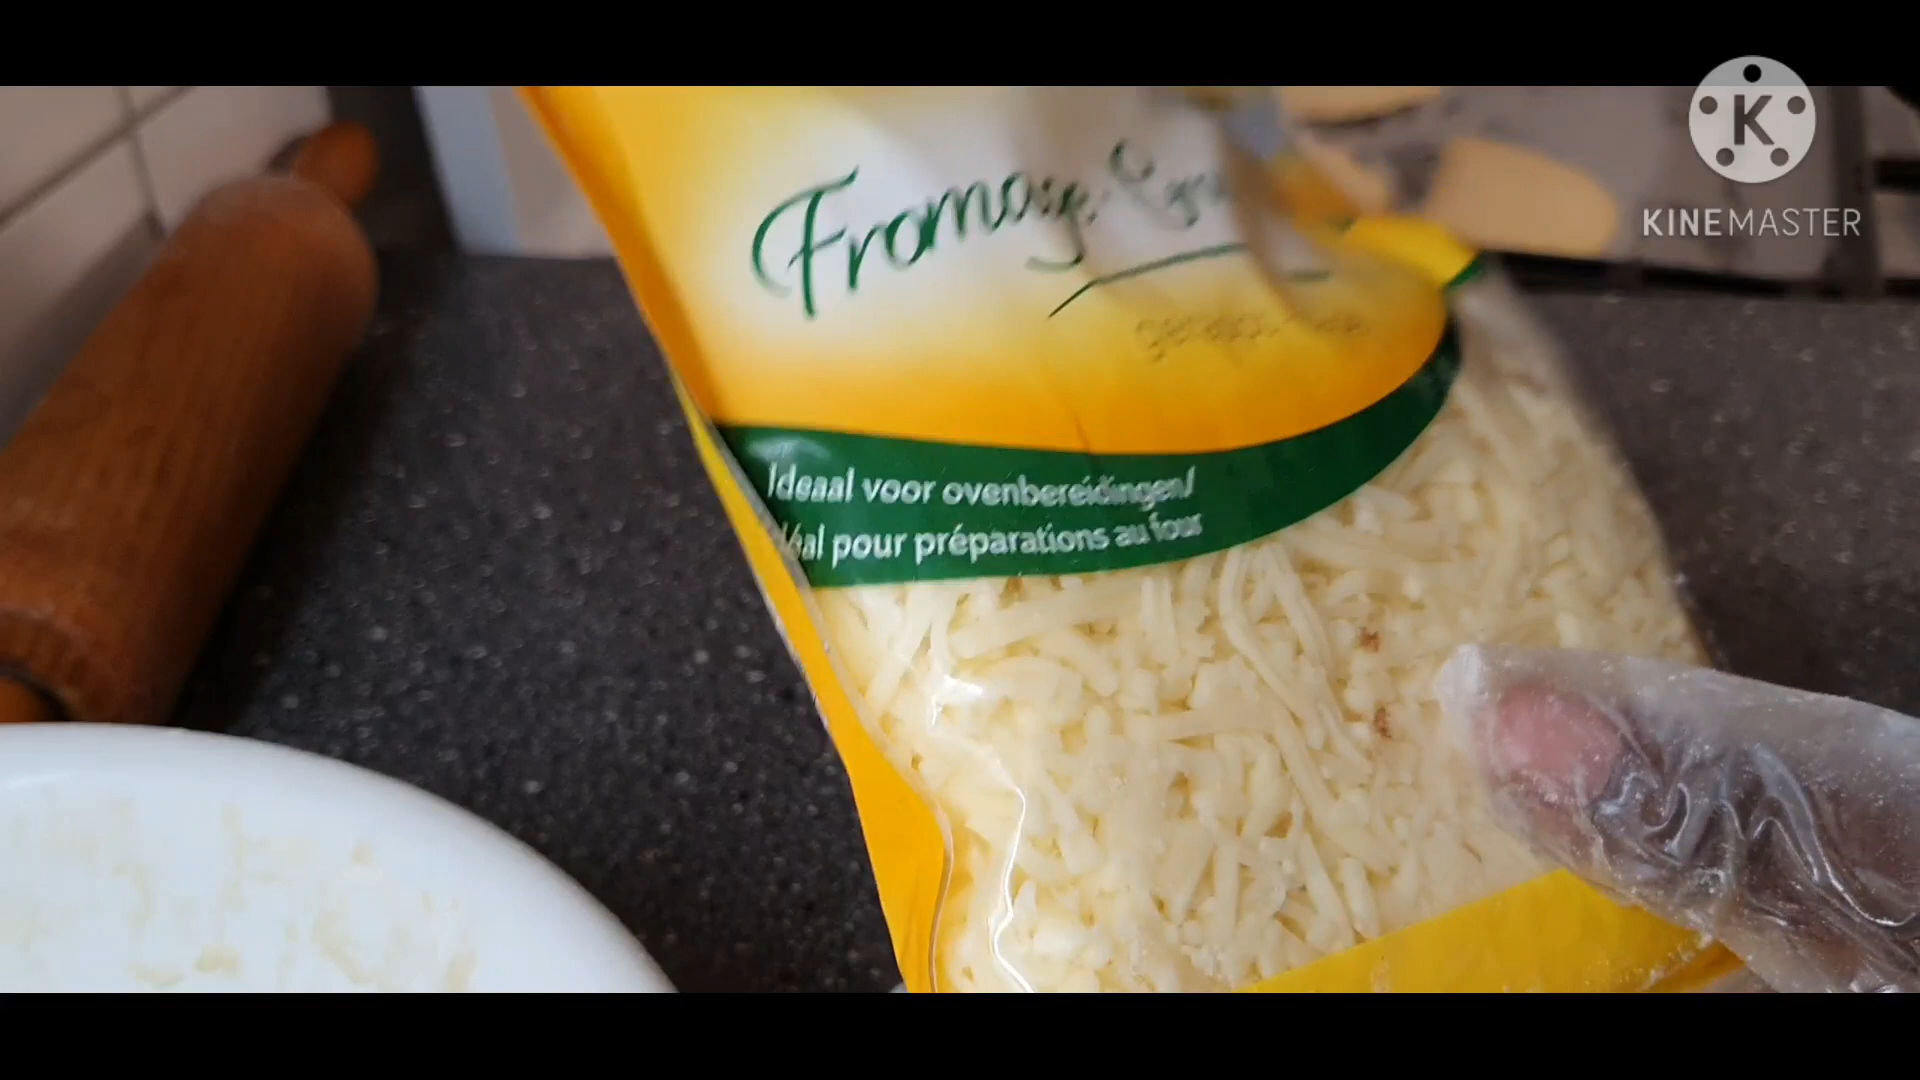 K
KINEMASTER
Fromage
Ideaal voor ovenbereidingen/
pour préparations au four